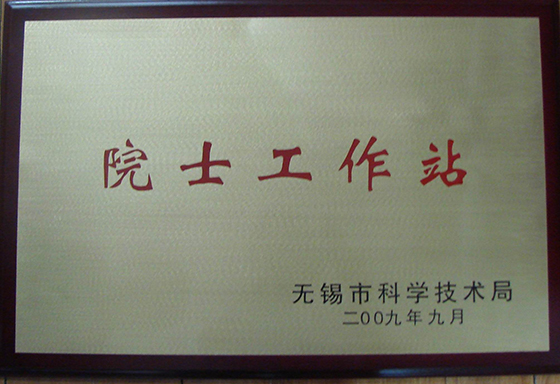 院士工作站
无锡市科学技术局
二00九年九月